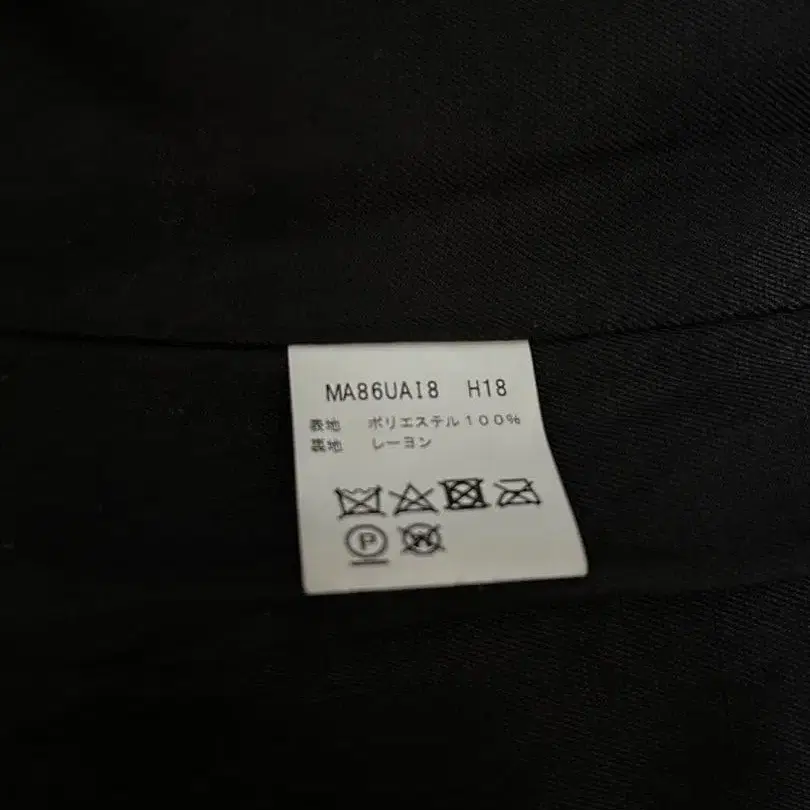 MA86UAI8 H18
表地 ポリエステル100%
裏地 レーヨン
P
W